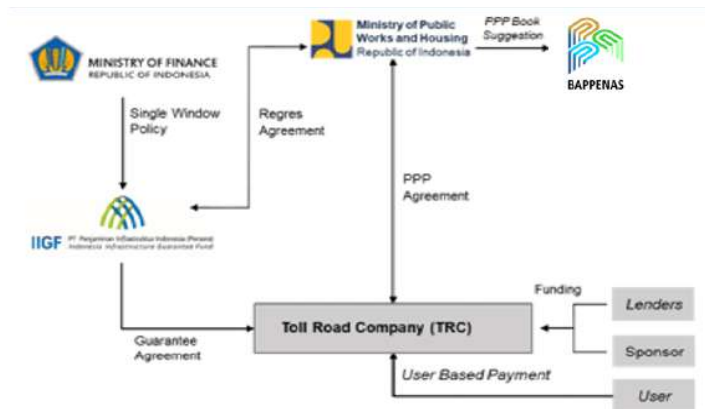 MINISTRY OF FINANCE
REPUBLIC OF INDONESIA
Ministry of Public
Works and Housing
Republic of Indonesia
PPP Book
Suggestion
BAPPENAS
Single Window
Policy
Regres
Agreement
PPP
Agreement
IIGF
PT Penjaminan Infrastruktur Indonesia (Persero)
Indonesia Infrastructure Guarantee Fund
Guarantee
Agreement
Toll Road Company (TRC)
Funding
Lenders
Sponsor
User Based Payment
User